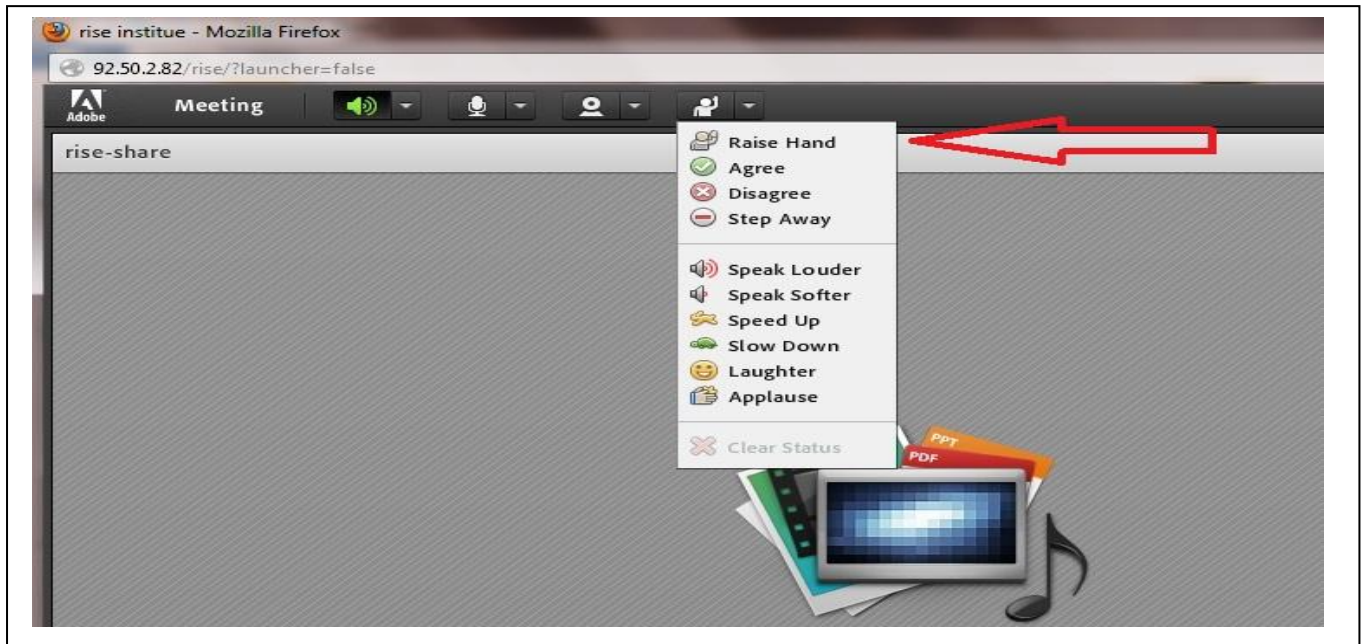 rise institue - Mozilla Firefox
92.50.2.82/rise/?launcher=false
Adobe
Meeting
rise-share
Raise Hand
Agree
Disagree
Step Away
Speak Louder
Speak Softer
Speed Up
Slow Down
Laughter
Applause
Clear Status
PPT
PDF